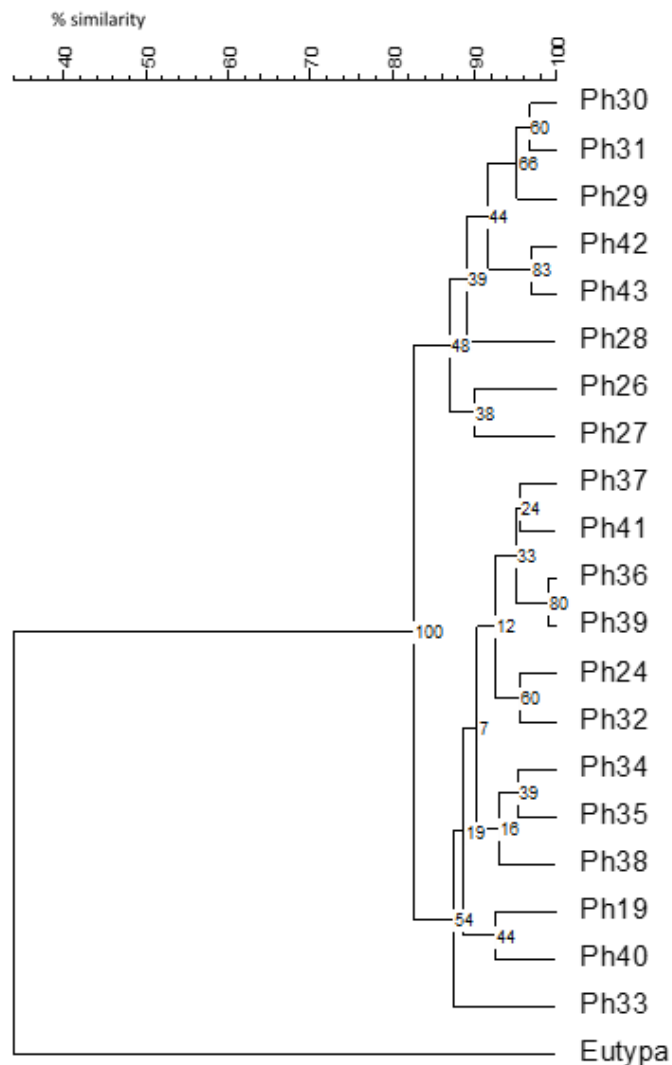 % similarity
40 50 60 70 80 90 100
Ph30
60
Ph31
66
Ph29
44
Ph42
83
Ph43
39
Ph28
48
Ph26
38
Ph27
Ph37
24
Ph41
33
Ph36
80
Ph39
12
100
Ph24
60
Ph32
7
Ph34
39
Ph35
19 16
Ph38
Ph19
54
44
Ph40
Ph33
Eutypa